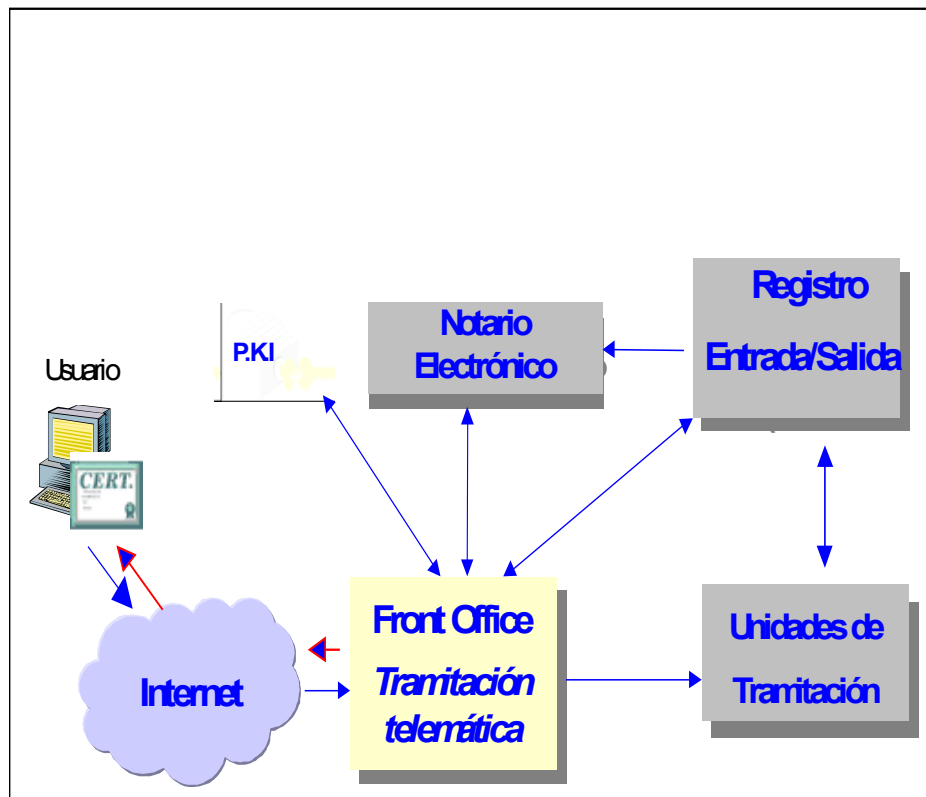 Registro
Entrada/Salida
Notario
Electrónico
P.K.I
Usuario
CERT.
Front Office
Tramitación
telemática
Unidades de
Tramitación
Internet